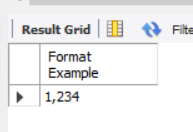 Result Grid Filte
Format
Example
1,234